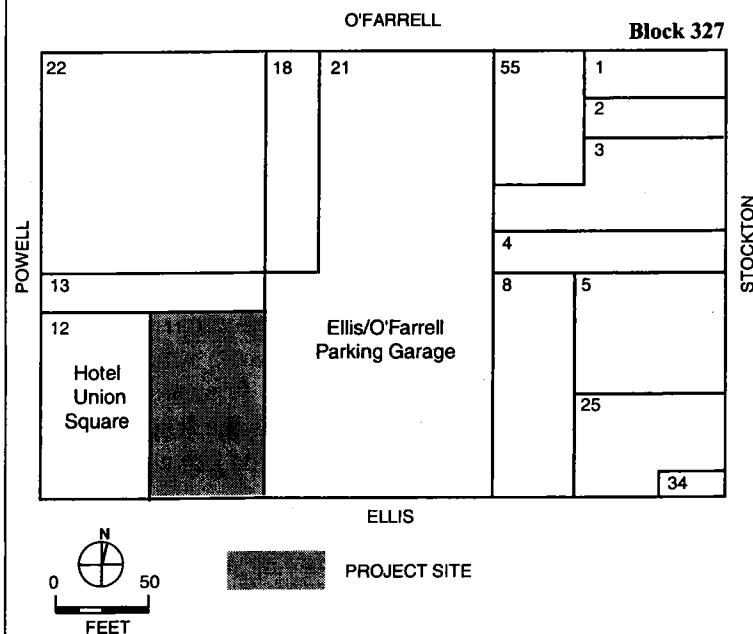 O'FARRELL
Block 327
22
18
21
55
1
2
3
POWELL
STOCKTON
4
13
8
5
12
11
Ellis/O'Farrell
Parking Garage
Hotel
Union
Square
25
34
ELLIS
N
0 50
FEET
PROJECT SITE